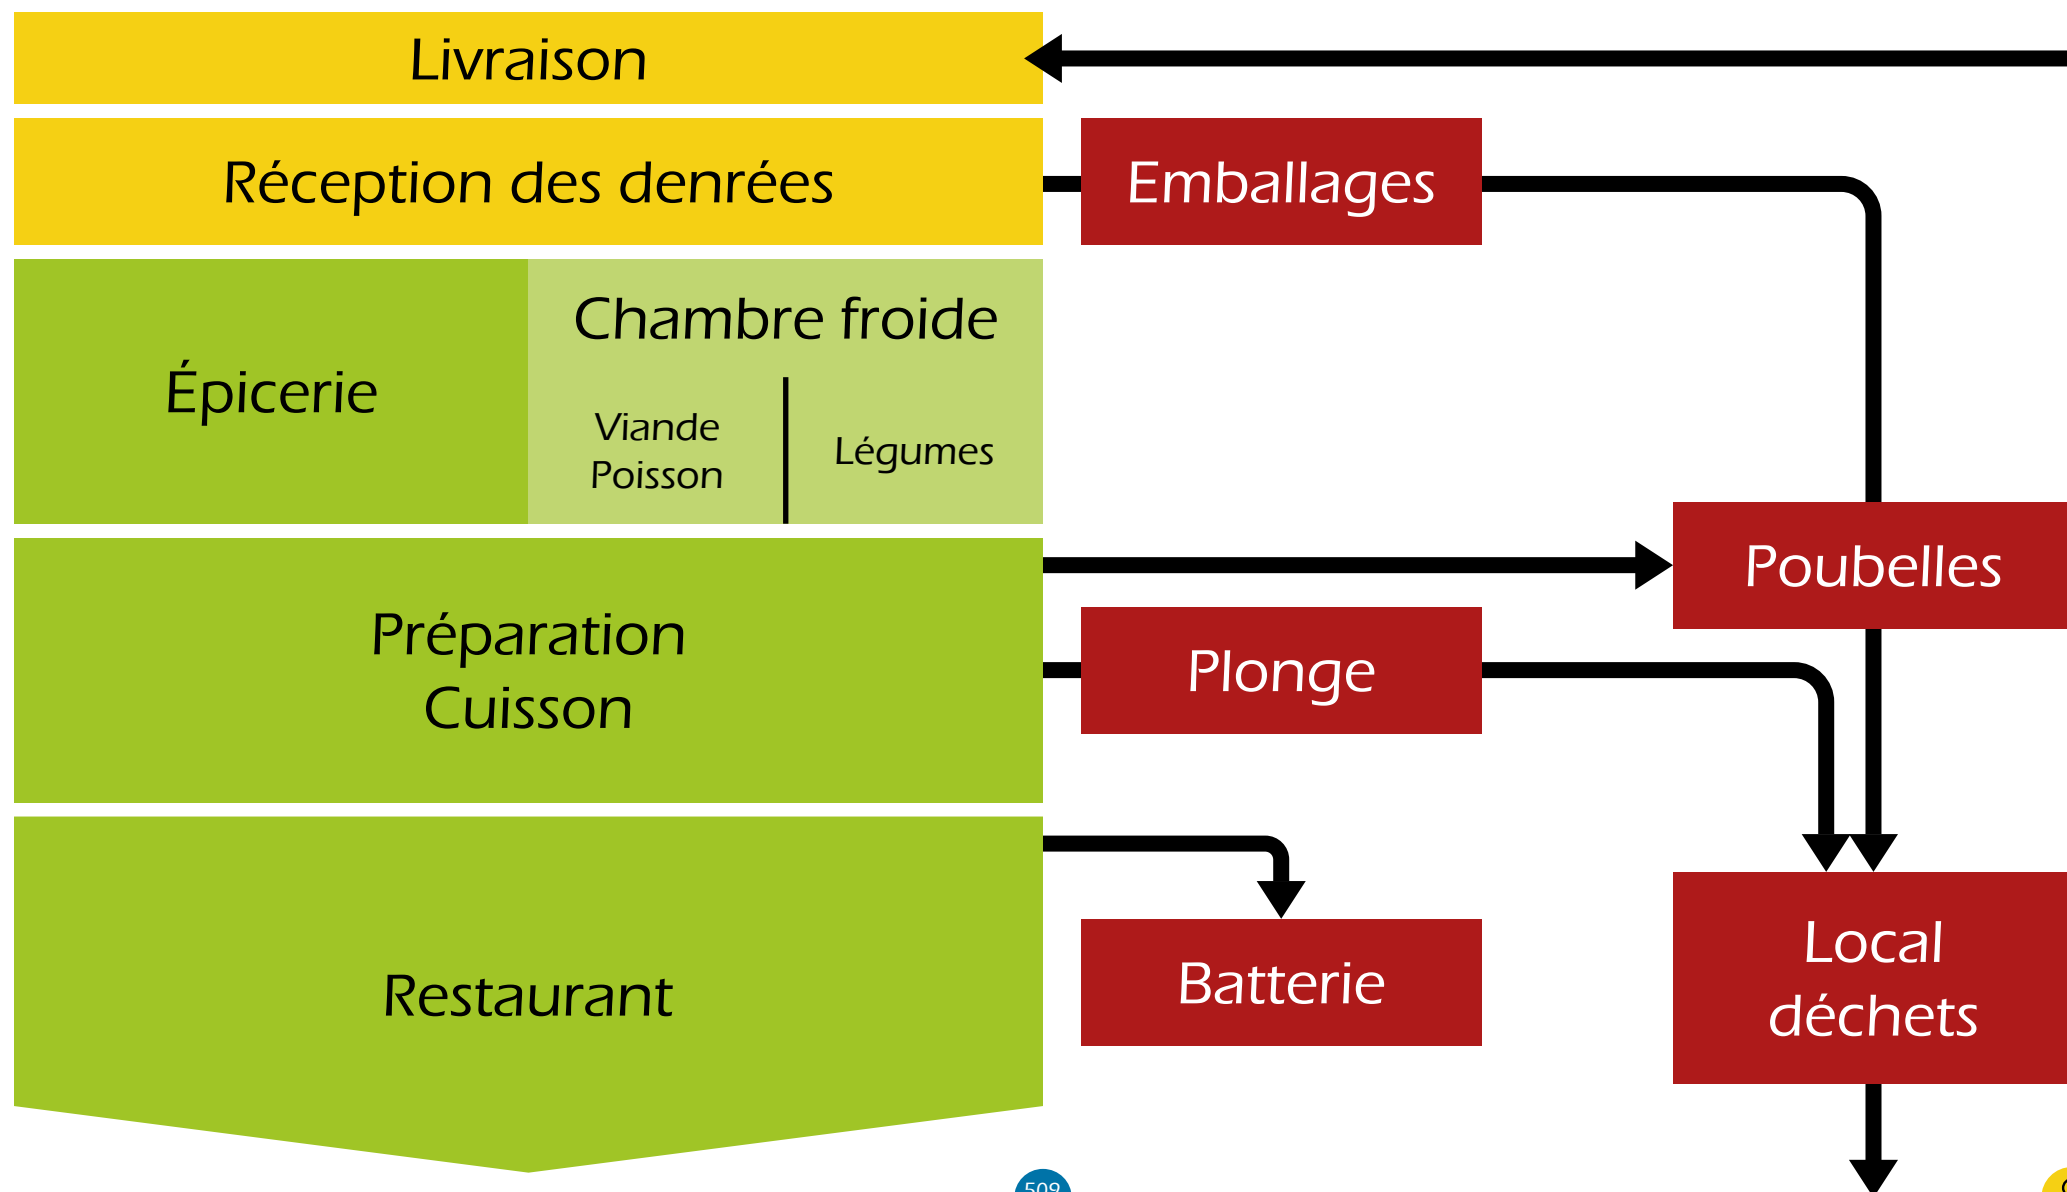 Livraison
Réception des denrées
Emballages
Épicerie
Chambre froide
Viande
Poisson
Légumes
Poubelles
Préparation
Cuisson
Plonge
Restaurant
Batterie
Local
déchets
509